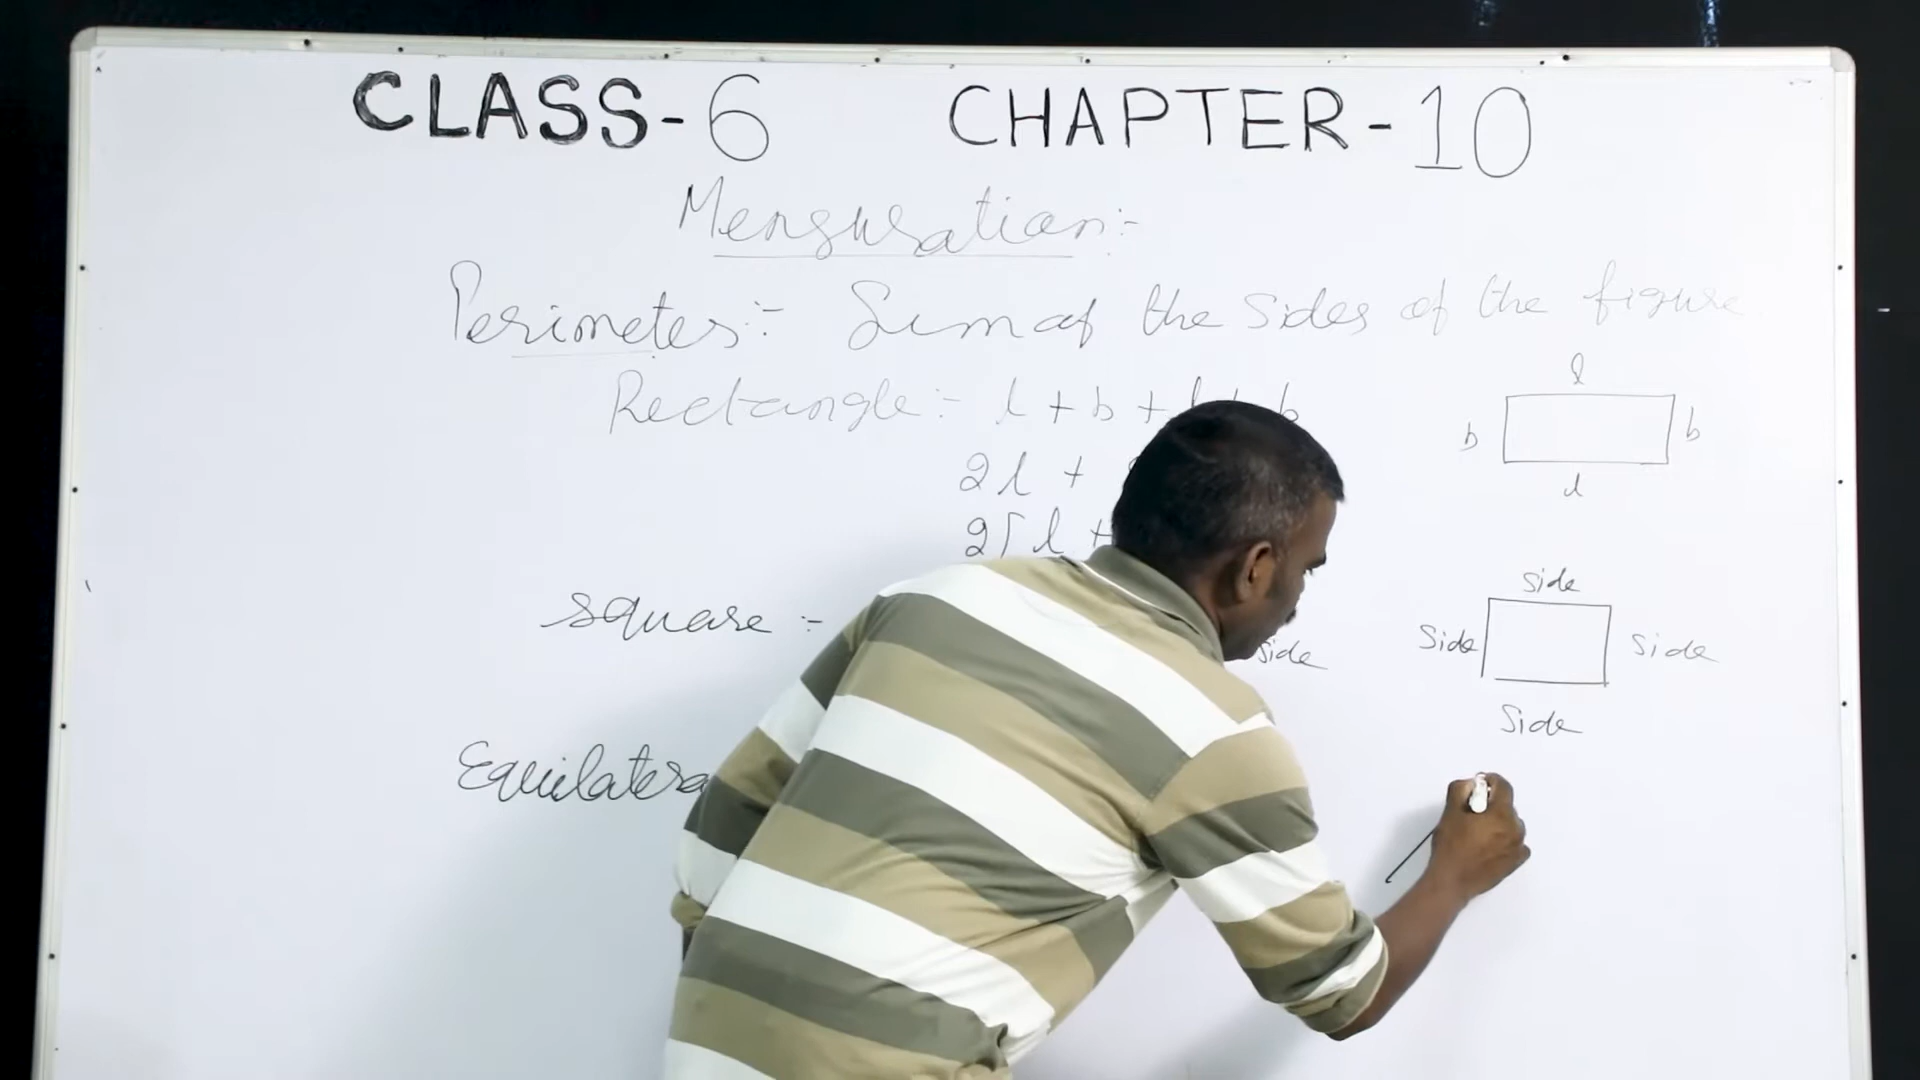 CLASS-6 CHAPTER-10
Mensuration:-
Perimeter:- Sum of the Sides of the figure
Rectangle:- l + b + l + b
l
b
b
l
2l +
2[l +
Square :-
Side
Side
Side
Side
Side
Equilatera